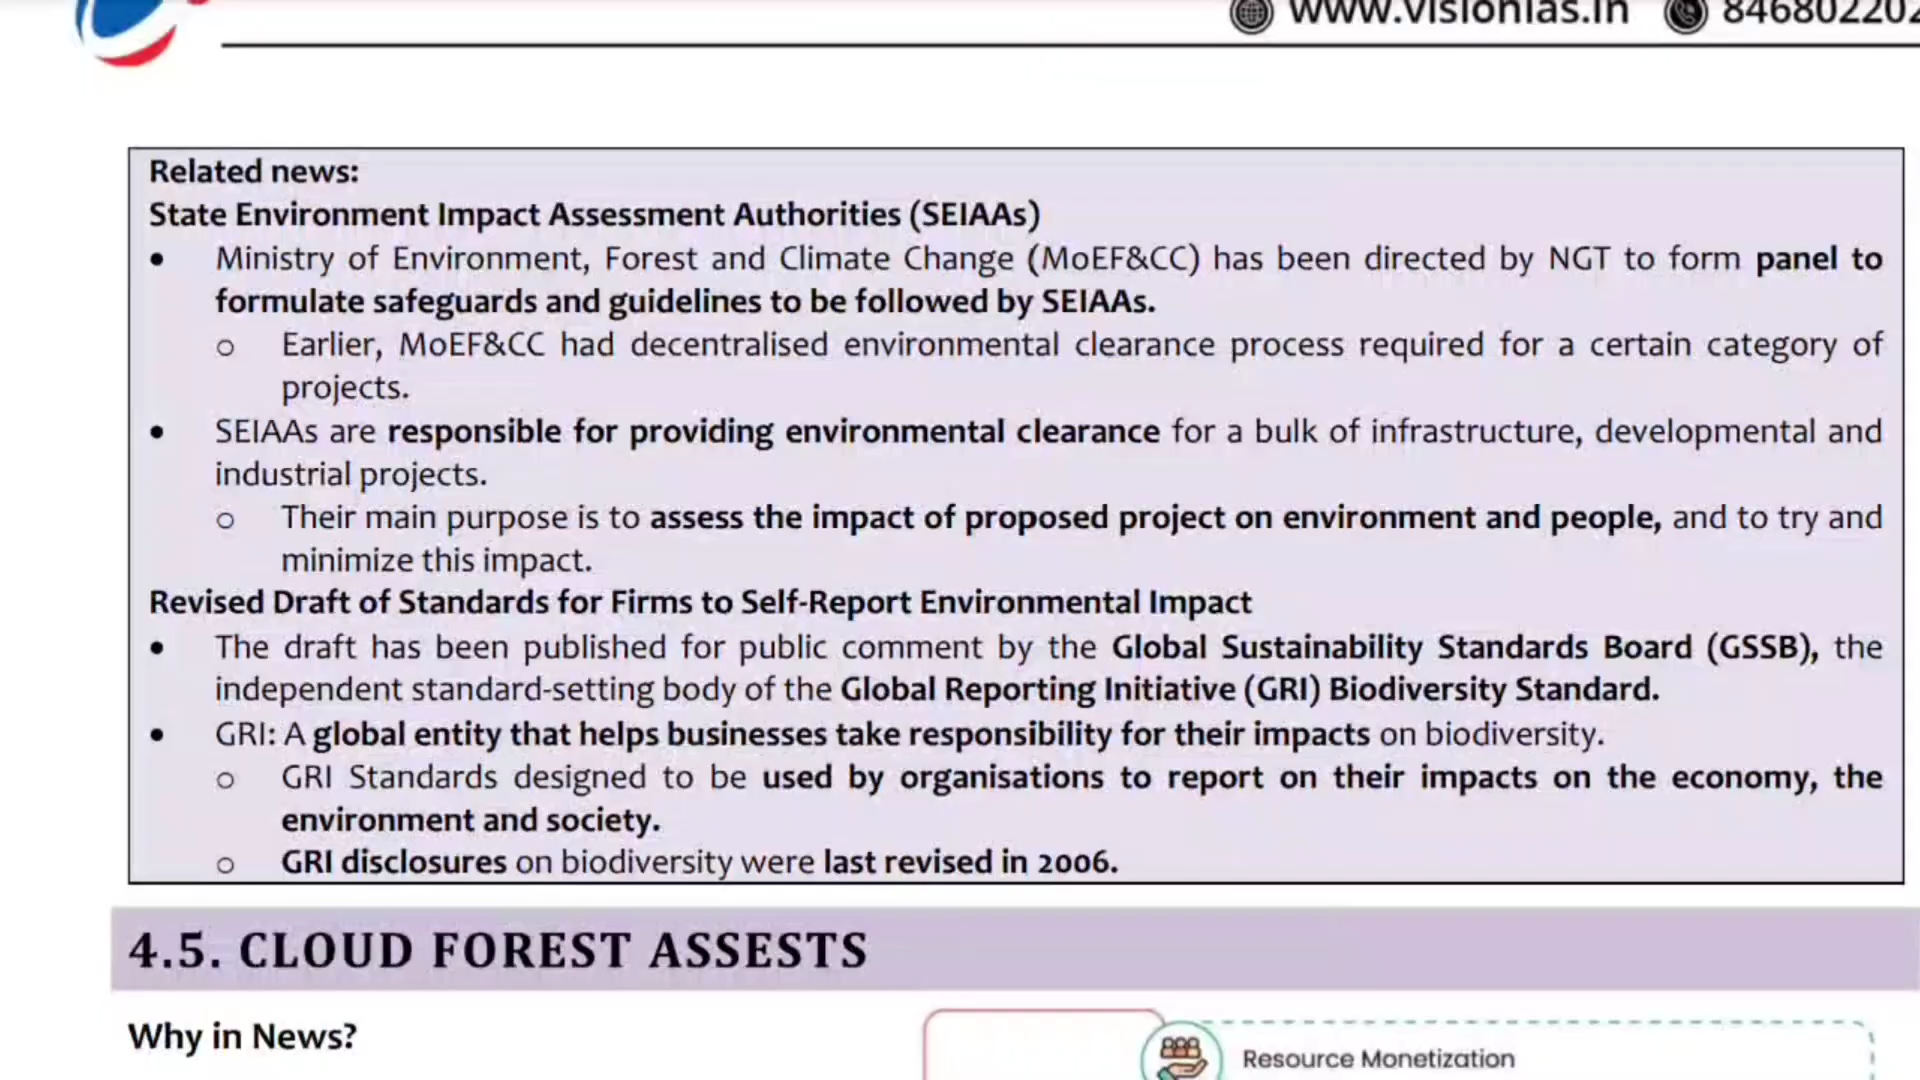 www.visionias.in 846802202
Related news:
State Environment Impact Assessment Authorities (SEIAAs)
• Ministry of Environment, Forest and Climate Change (MoEF&CC) has been directed by NGT to form panel to
formulate safeguards and guidelines to be followed by SEIAAs.
o Earlier, MoEF&CC had decentralised environmental clearance process required for a certain category of
projects.
• SEIAAs are responsible for providing environmental clearance for a bulk of infrastructure, developmental and
industrial projects.
o Their main purpose is to assess the impact of proposed project on environment and people, and to try and
minimize this impact.
Revised Draft of Standards for Firms to Self-Report Environmental Impact
• The draft has been published for public comment by the Global Sustainability Standards Board (GSSB), the
independent standard-setting body of the Global Reporting Initiative (GRI) Biodiversity Standard.
• GRI: A global entity that helps businesses take responsibility for their impacts on biodiversity.
o GRI Standards designed to be used by organisations to report on their impacts on the economy, the
environment and society.
o GRI disclosures on biodiversity were last revised in 2006.
4.5. CLOUD FOREST ASSESTS
Why in News?
Resource Monetization